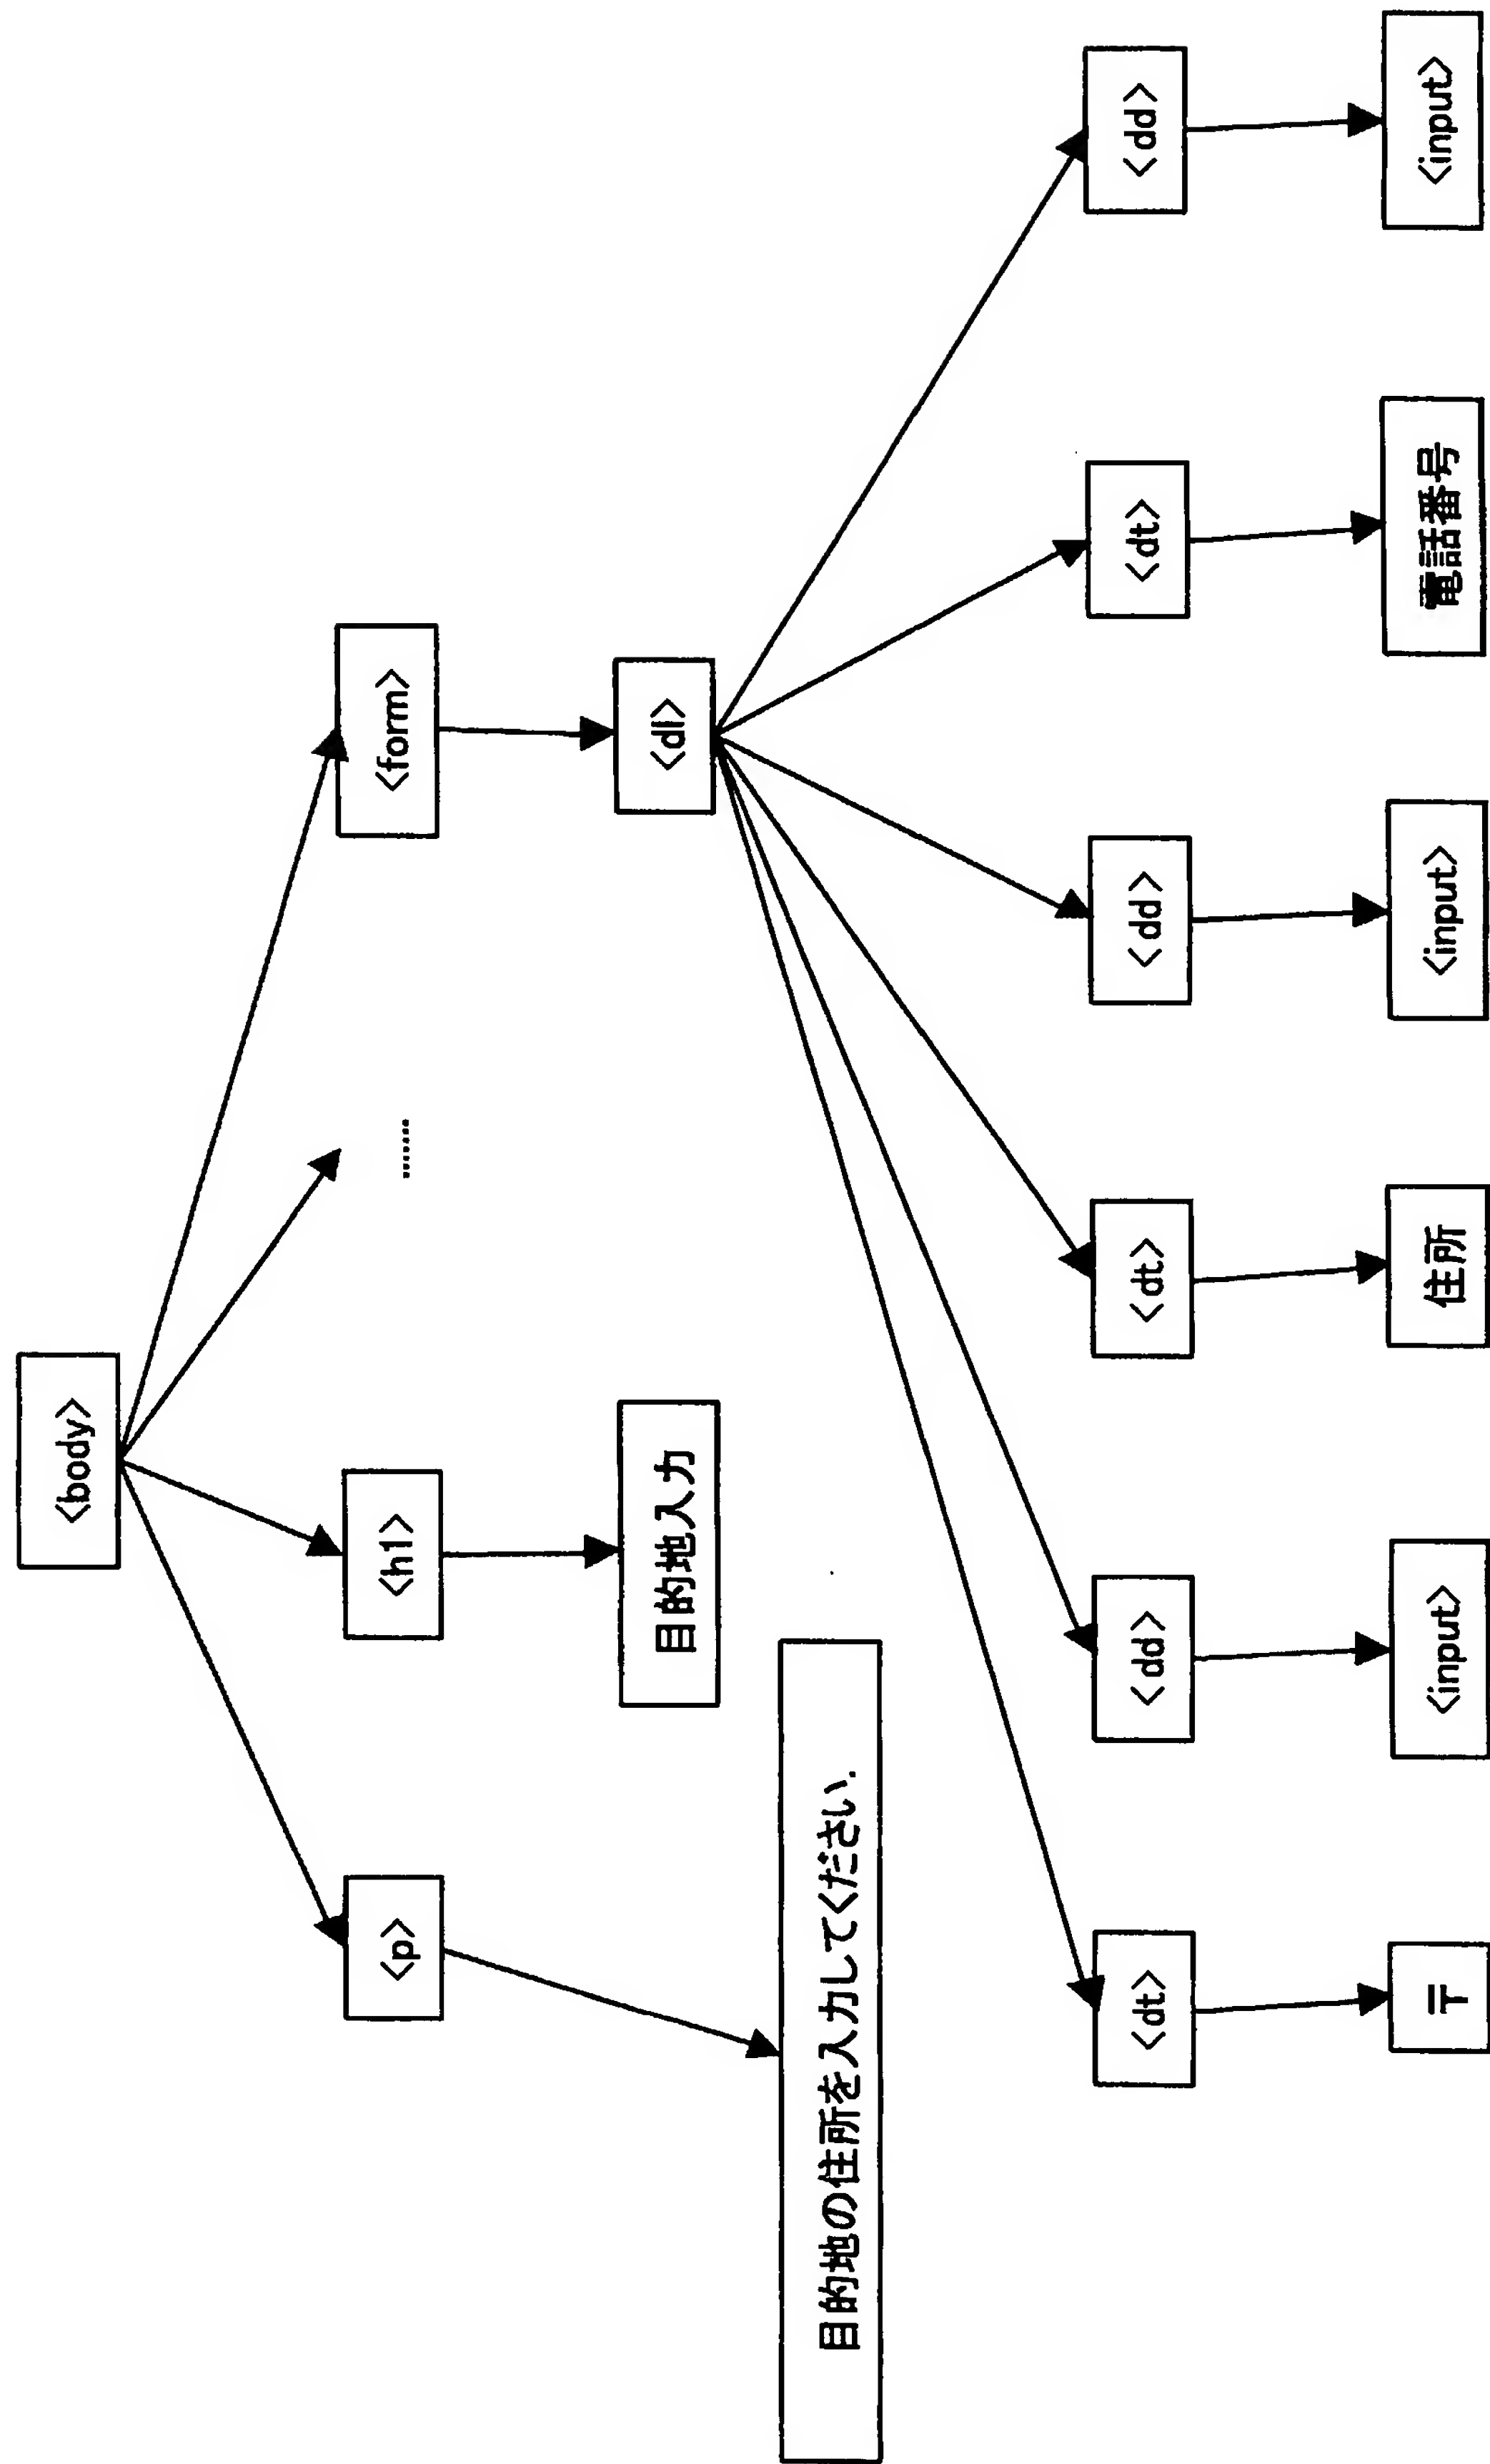 <body>
<p>
<h1>
.......
<form>
目的地入力
<dl>
目的地の住所を入力してください.
<dt>
<dd>
<dt>
<dd>
<dt>
<dd>
〒
<input>
住所
<input>
電話番号
<input>